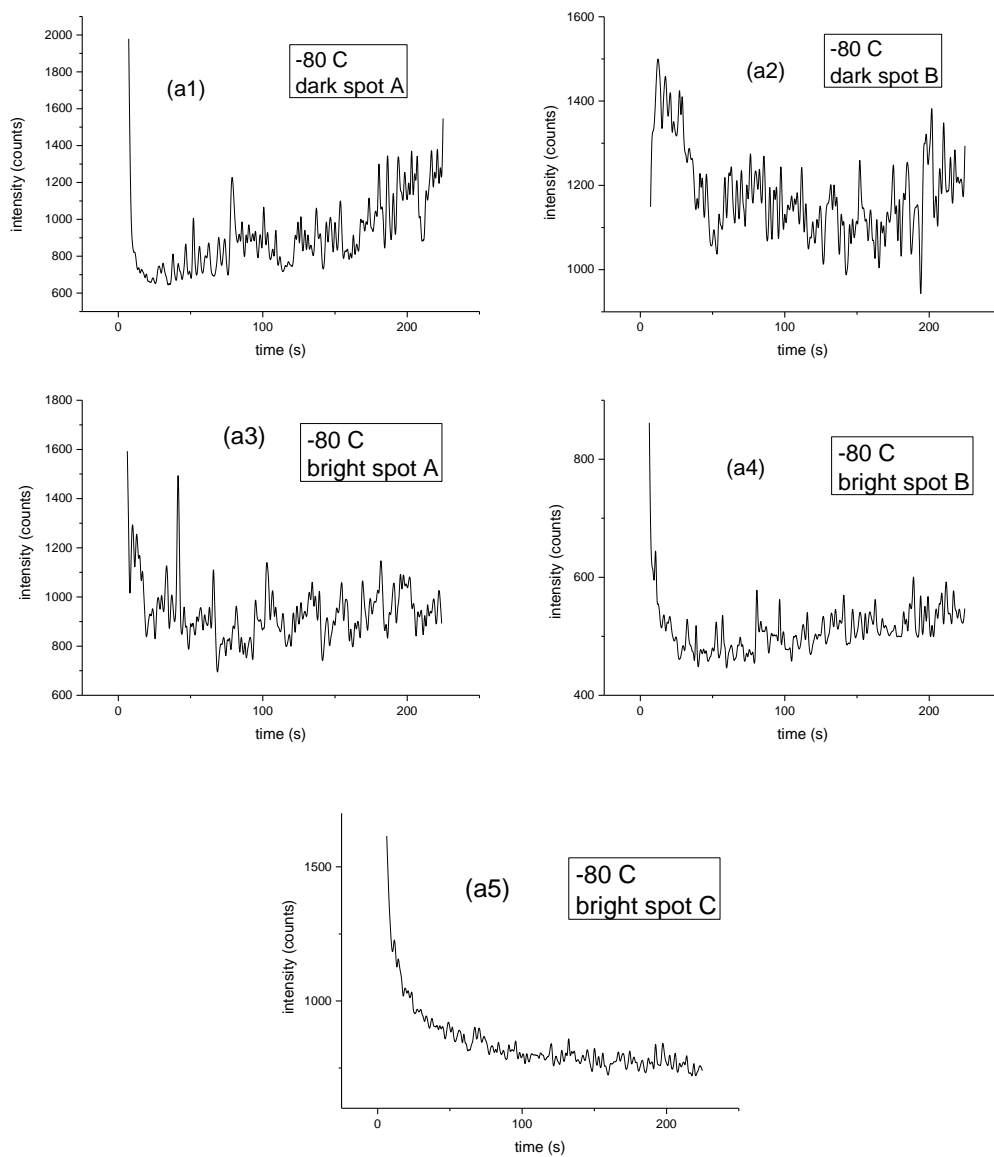 2000
1800
1600
1400
1200
1000
800
600
0
100
200
time (s)
intensity (counts)
(a1)
-80 C
dark spot A
1600
1400
1200
1000
0
100
200
time (s)
intensity (counts)
(a2)
-80 C
dark spot B
1800
1600
1400
1200
1000
800
600
0
100
200
time (s)
intensity (counts)
(a3)
-80 C
bright spot A
800
600
400
0
100
200
time (s)
intensity (counts)
(a4)
-80 C
bright spot B
1500
1000
0
100
200
time (s)
intensity (counts)
(a5)
-80 C
bright spot C